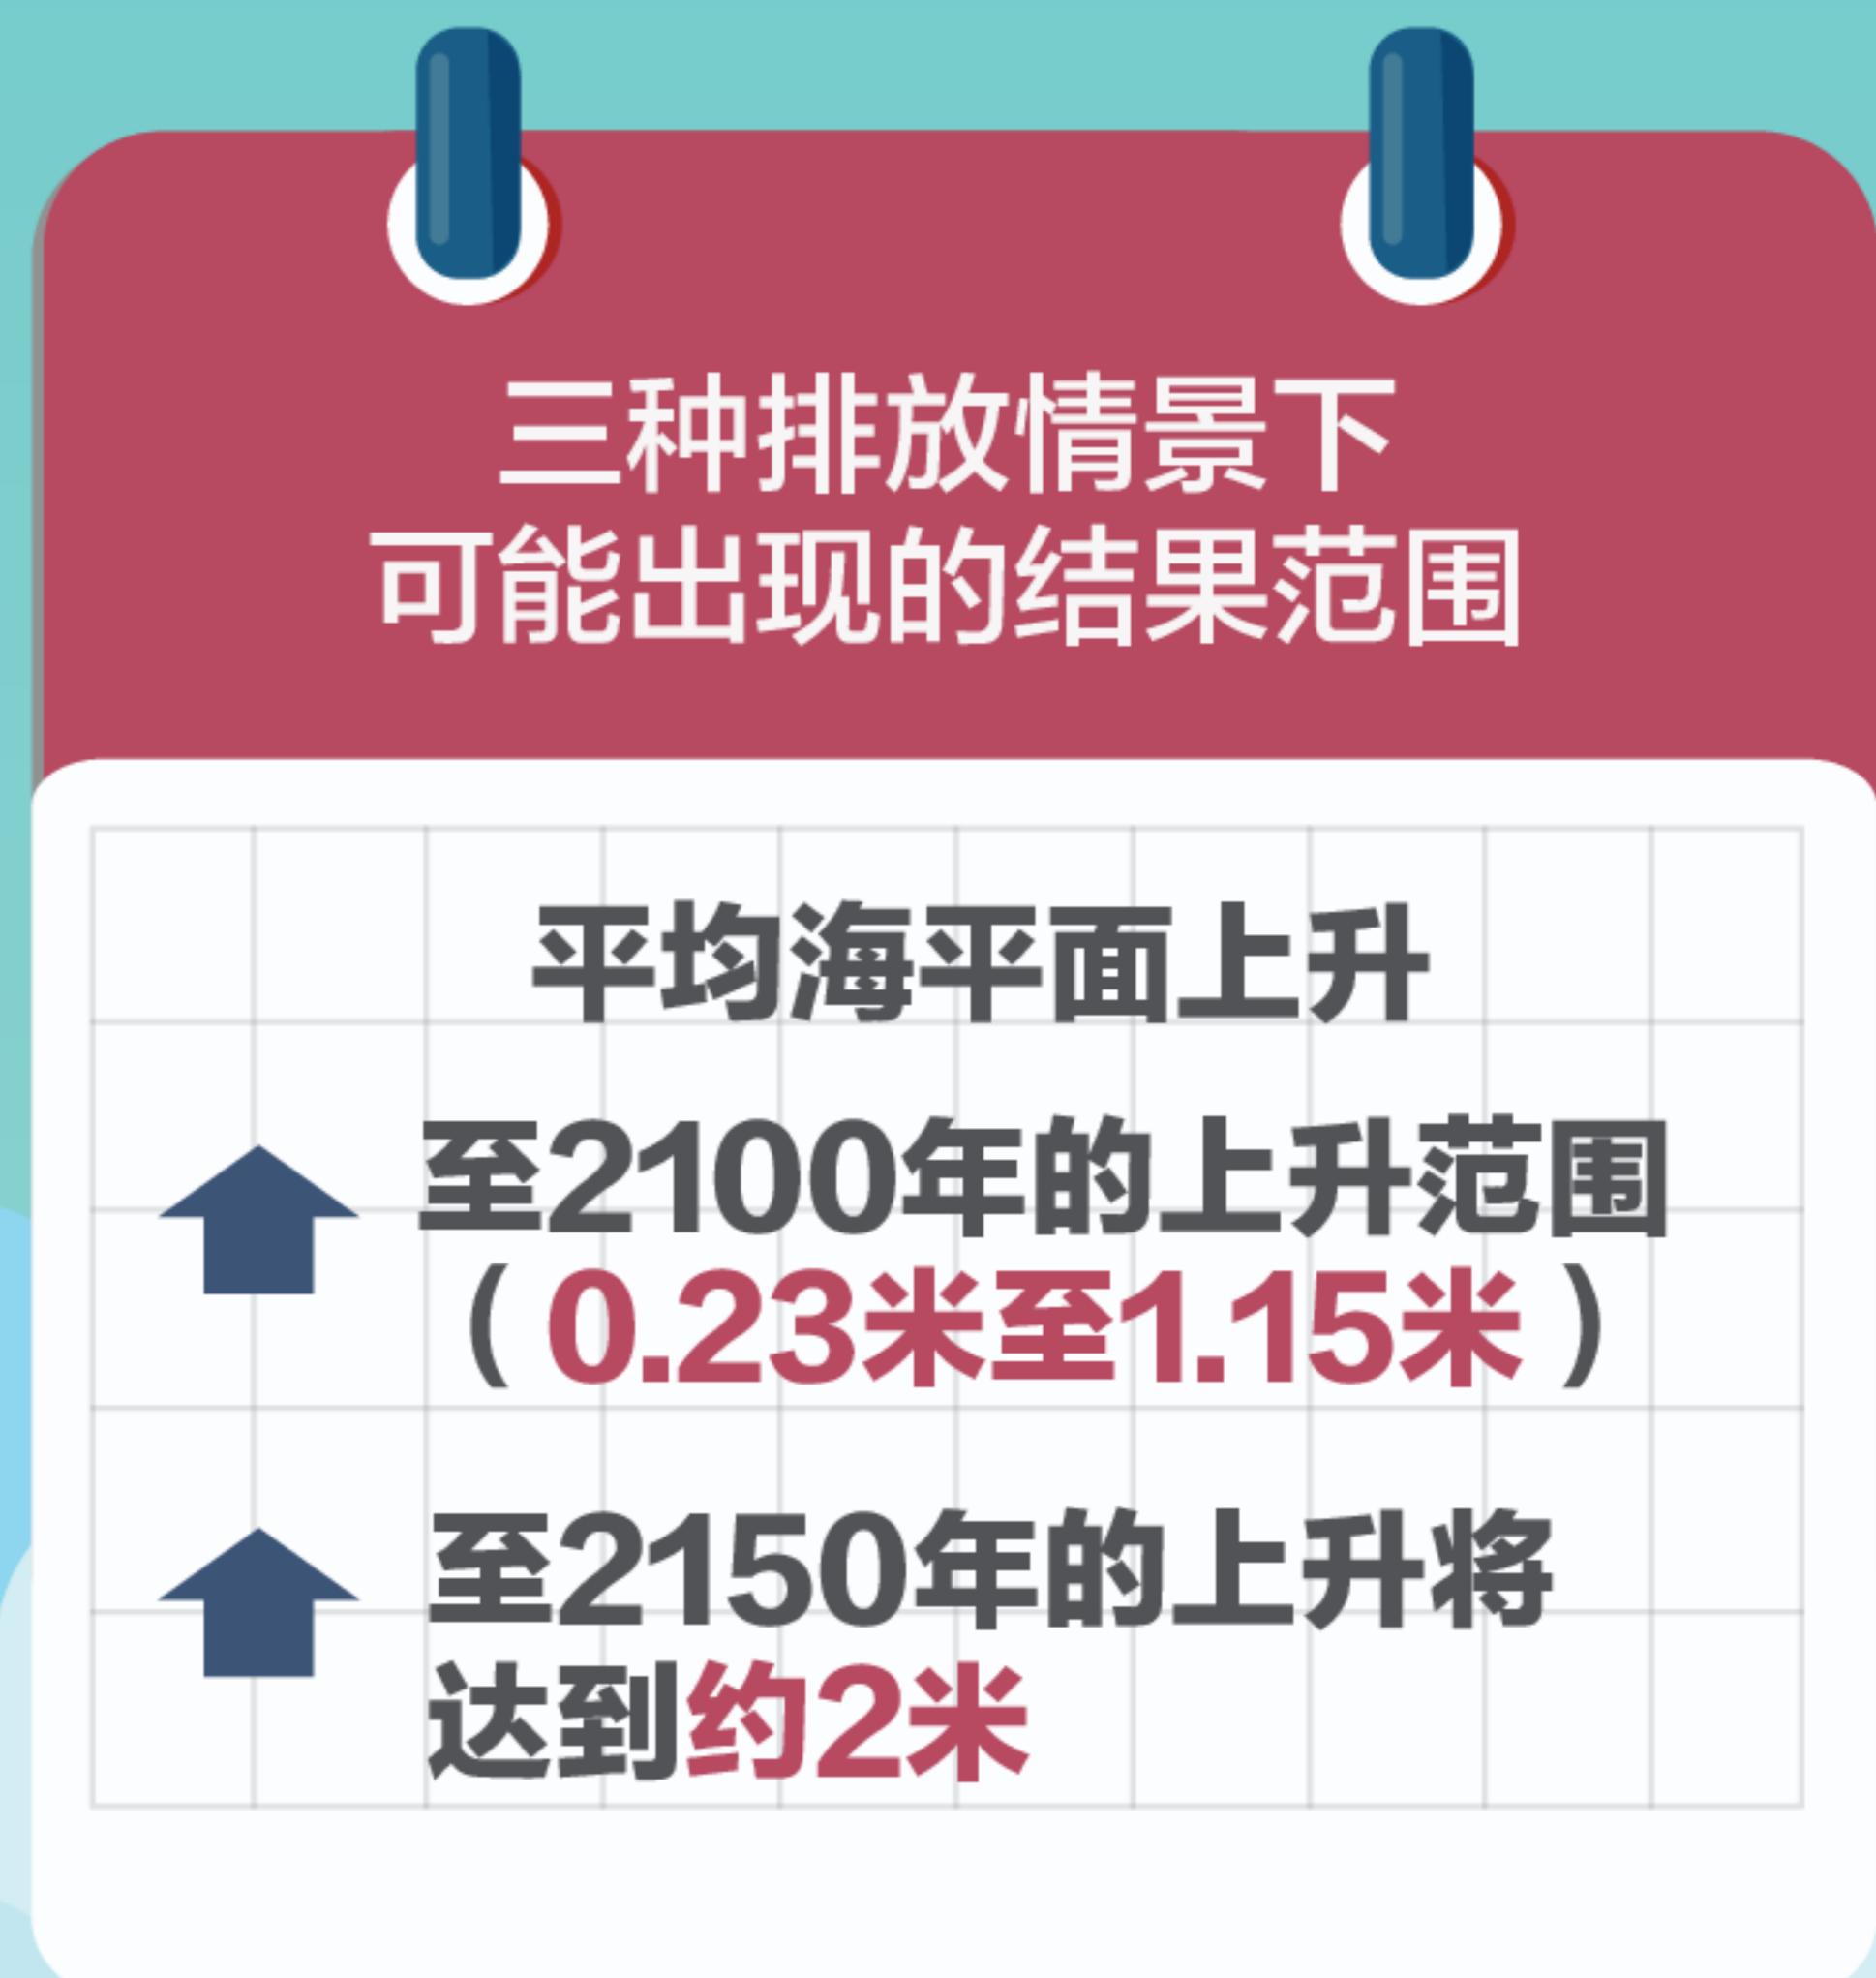 三种排放情景下
可能出现的结果范围
平均海平面上升
至2100年的上升范围
（0.23米至1.15米）
至2150年的上升将
达到约2米